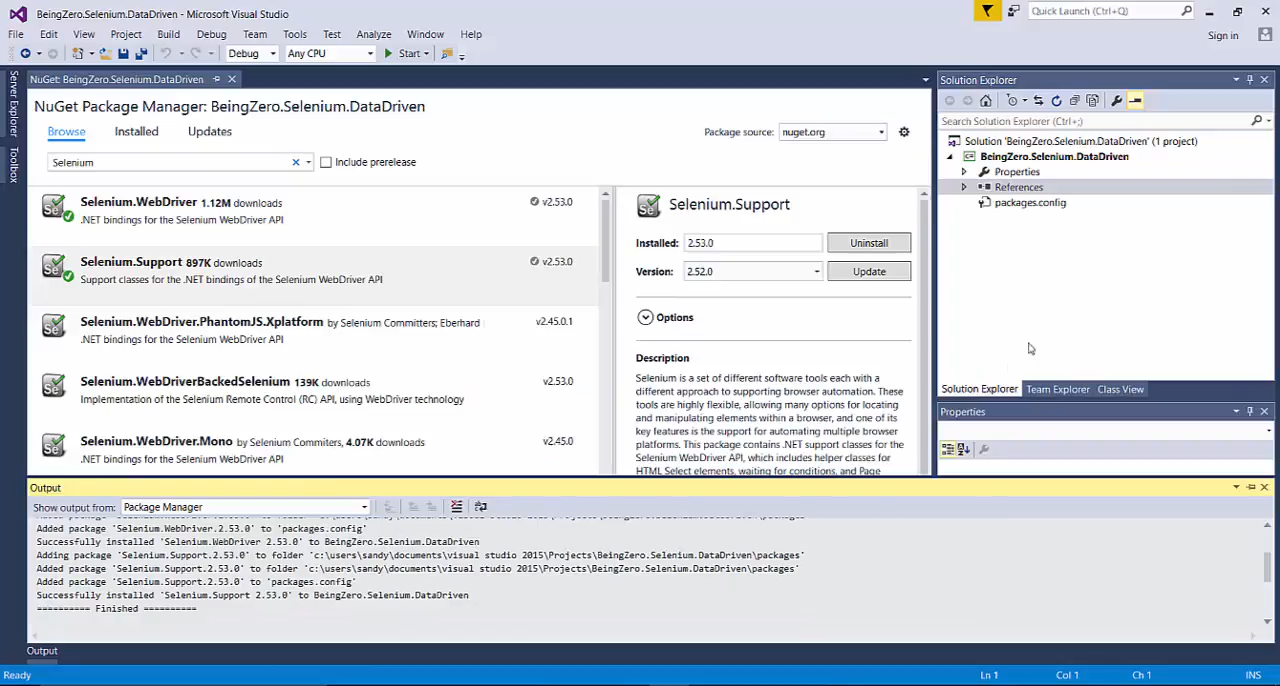 BeingZero.Selenium.DataDriven - Microsoft Visual Studio
Quick Launch (Ctrl+Q)
File Edit View Project Build Debug Team Tools Test Analyze Window Help
Sign in
Debug Any CPU Start
Server Explorer
Toolbox
NuGet: BeingZero.Selenium.DataDriven
NuGet Package Manager: BeingZero.Selenium.DataDriven
Browse Installed Updates
Package source: nuget.org
Selenium
Include prerelease
Selenium.WebDriver 1.12M downloads v2.53.0
.NET bindings for the Selenium WebDriver API
Selenium.Support 897K downloads v2.53.0
Support classes for the .NET bindings of the Selenium WebDriver API
Selenium.WebDriver.PhantomJS.Xplatform by Selenium Committers; Eberhard v2.45.0.1
.NET bindings for the Selenium WebDriver API
Selenium.WebDriverBackedSelenium 139K downloads v2.53.0
Implementation of the Selenium Remote Control (RC) API, using WebDriver technology
Selenium.WebDriver.Mono by Selenium Commiters, 4.07K downloads v2.45.0
.NET bindings for the Selenium WebDriver API
Se Selenium.Support
Installed: 2.53.0 Uninstall
Version: 2.52.0 Update
Options
Description
Selenium is a set of different software tools each with a
different approach to supporting browser automation. These
tools are highly flexible, allowing many options for locating
and manipulating elements within a browser, and one of its
key features is the support for automating multiple browser
platforms. This package contains .NET support classes for the
Selenium WebDriver API, which includes helper classes for
HTML Select elements, waiting for conditions, and Page
Solution Explorer
Search Solution Explorer (Ctrl+;)
Solution 'BeingZero.Selenium.DataDriven' (1 project)
BeingZero.Selenium.DataDriven
Properties
References
packages.config
Solution Explorer Team Explorer Class View
Properties
Output
Show output from: Package Manager
Added package 'Selenium.WebDriver.2.53.0' to 'packages.config'
Successfully installed 'Selenium.WebDriver 2.53.0' to BeingZero.Selenium.DataDriven
Adding package 'Selenium.Support.2.53.0' to folder 'c:\users\sandy\documents\visual studio 2015\Projects\BeingZero.Selenium.DataDriven\packages'
Added package 'Selenium.Support.2.53.0' to folder 'c:\users\sandy\documents\visual studio 2015\Projects\BeingZero.Selenium.DataDriven\packages'
Added package 'Selenium.Support.2.53.0' to 'packages.config'
Successfully installed 'Selenium.Support 2.53.0' to BeingZero.Selenium.DataDriven
========== Finished ==========
Output
Ready Ln 1 Col 1 Ch 1 INS